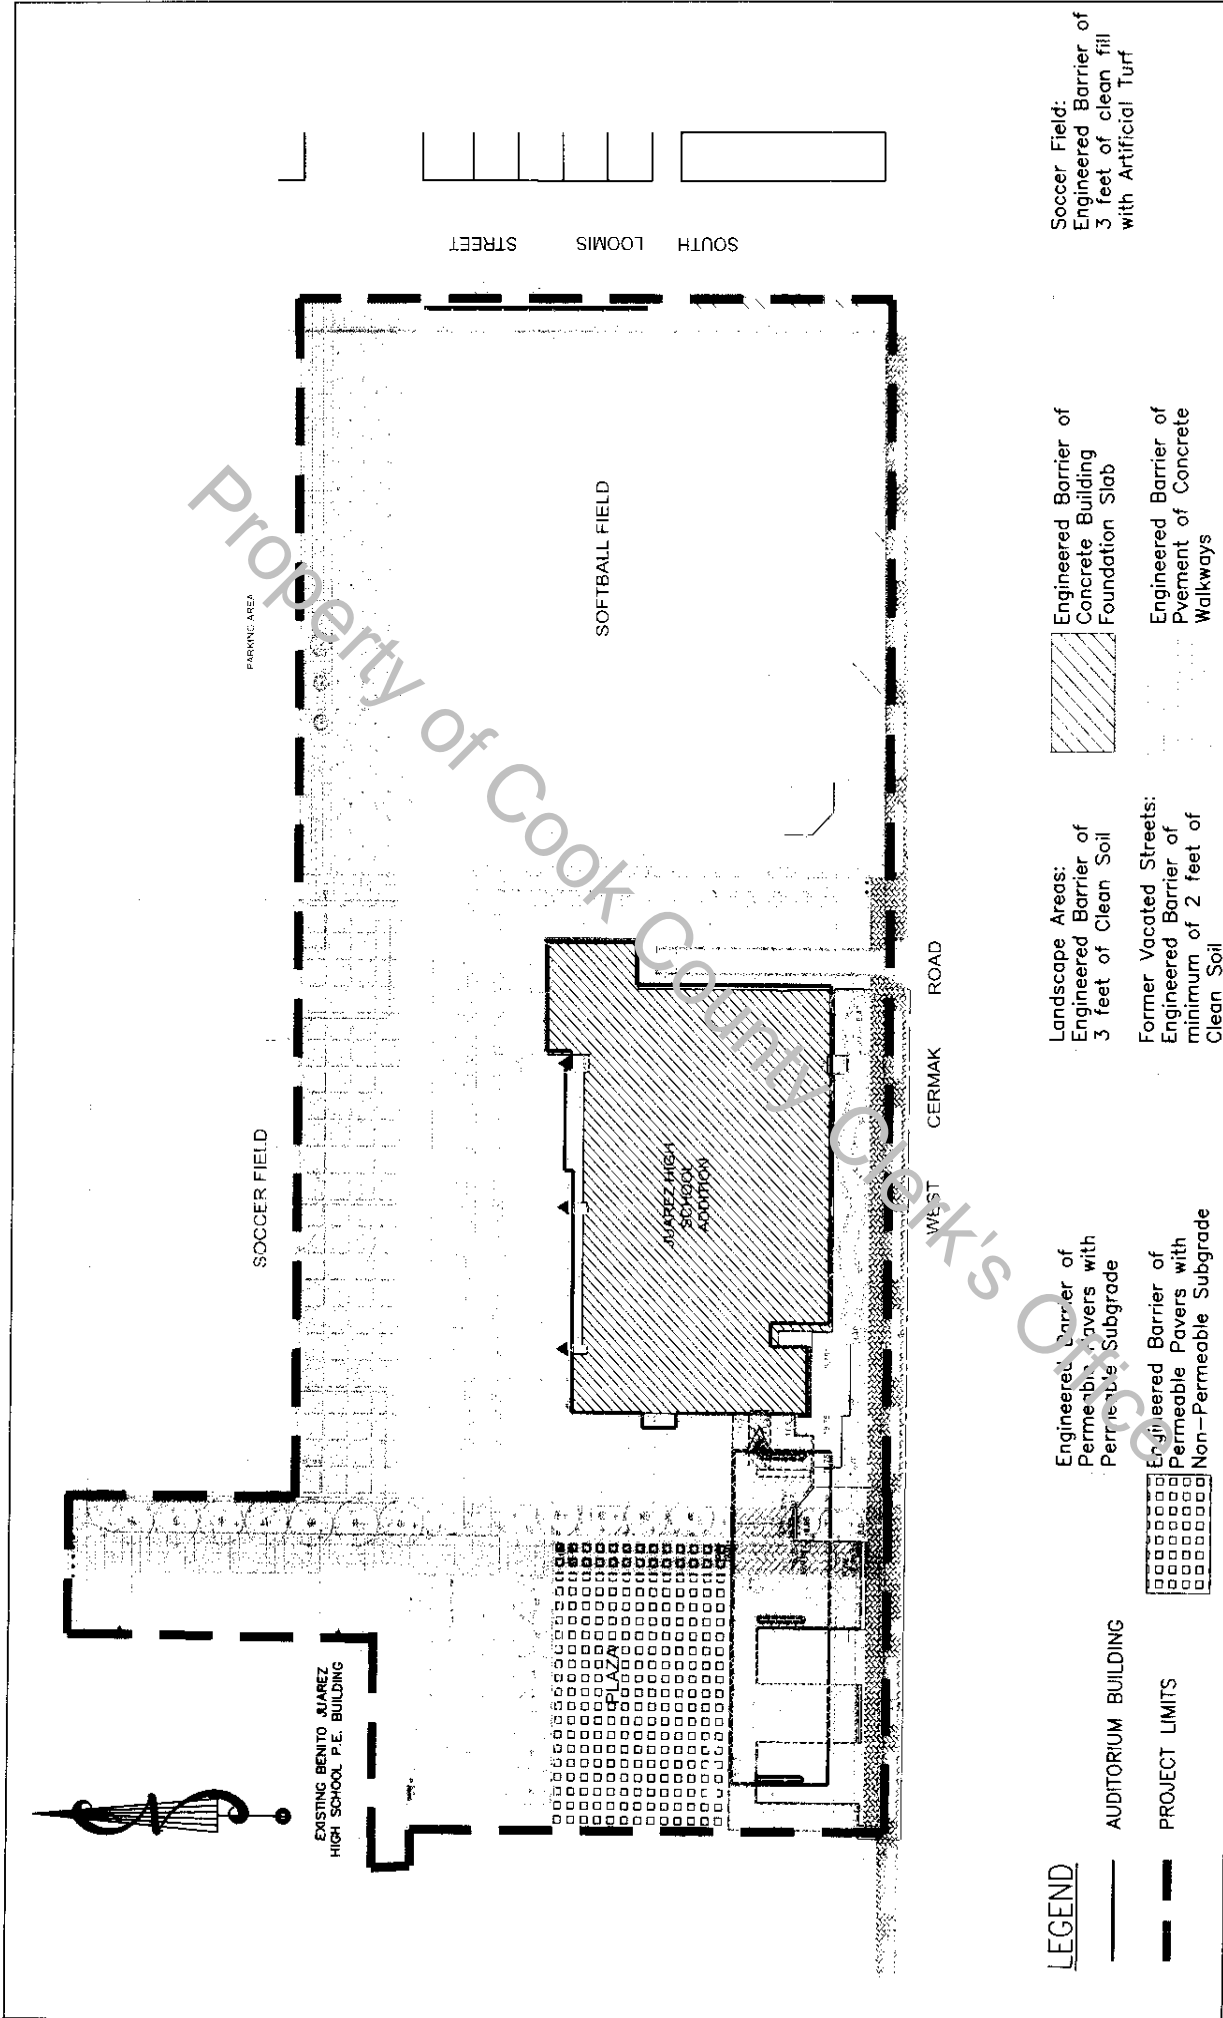 EXISTING BENITO JUAREZ
HIGH SCHOOL P.E. BUILDING
SOCCER FIELD
PARKING AREA
PLAZA
JUAREZ HIGH
SCHOOL
ADDITION
SOFTBALL FIELD
SOUTH LOOMIS STREET
WEST CERMAK ROAD
LEGEND
AUDITORIUM BUILDING
PROJECT LIMITS
Engineered Barrier of
Permeable Pavers with
Permeable Subgrade
Engineered Barrier of
Permeable Pavers with
Non-Permeable Subgrade
Landscape Areas:
Engineered Barrier of
3 feet of Clean Soil
Former Vacated Streets:
Engineered Barrier of
minimum of 2 feet of
Clean Soil
Engineered Barrier of
Concrete Building
Foundation Slab
Engineered Barrier of
Pvement of Concrete
Walkways
Soccer Field:
Engineered Barrier of
3 feet of clean fill
with Artificial Turf
Property of Cook County Clerk's Office